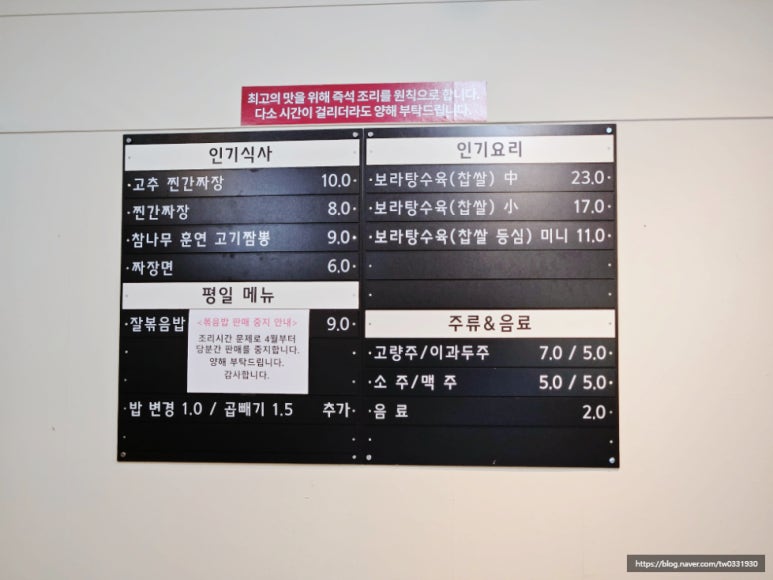 최고의 맛을 위해 즉석 조리를 원칙으로 합니다.
다소 시간이 걸리더라도 양해 부탁드립니다.
인기식사
고추 찐간짜장 10.0
찐간짜장 8.0
참나무 훈연 고기짬뽕 9.0
짜장면 6.0
평일 메뉴
잘볶음밥 9.0
<볶음밥 판매 중지 안내>
조리시간 문제로 4월부터
당분간 판매를 중지합니다.
양해 부탁드립니다.
감사합니다.
밥 변경 1.0 / 곱빼기 1.5 추가
인기요리
보라탕수육(찹쌀) 中 23.0
보라탕수육(찹쌀) 小 17.0
보라탕수육(찹쌀 등심) 미니 11.0
주류&음료
고량주/이과두주 7.0 / 5.0
소 주/맥 주 5.0 / 5.0
음 료 2.0
https://blog.naver.com/tw0331930